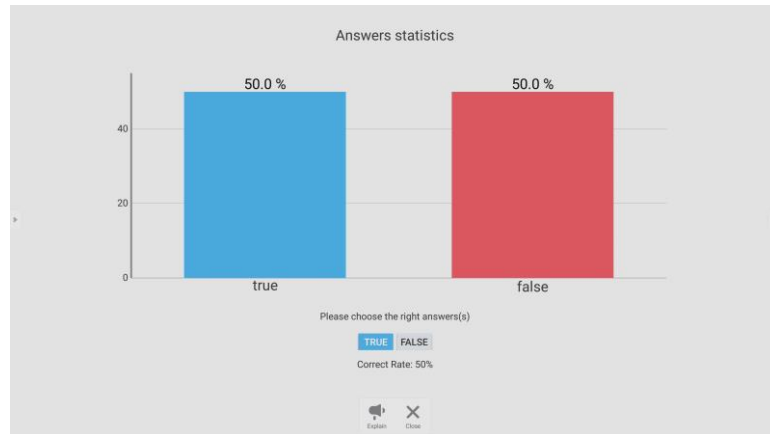 Answers statistics
50.0 % 50.0 %
40
20
0
true false
Please choose the right answers(s)
TRUE FALSE
Correct Rate: 50%
Explain Close